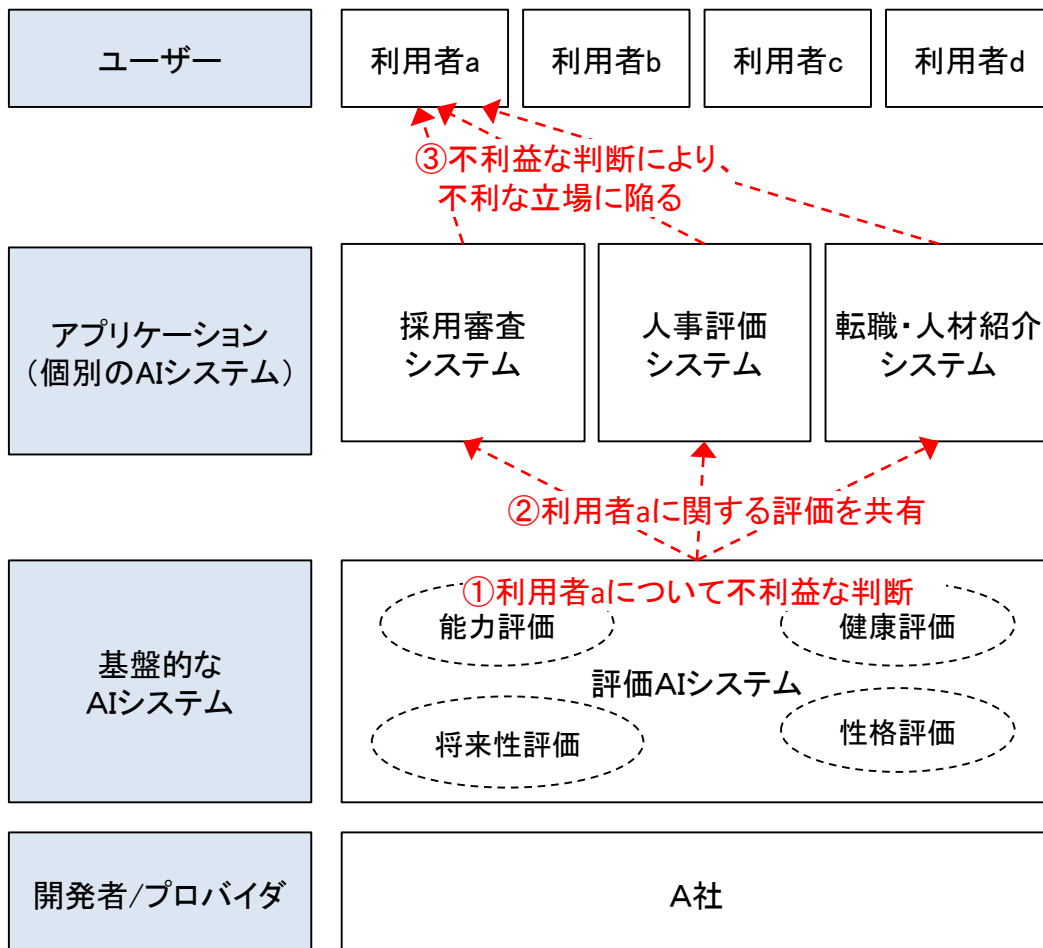 ユーザー
利用者a
利用者b
利用者c
利用者d
③不利益な判断により、
不利な立場に陥る
アプリケーション
（個別のAIシステム）
採用審査
システム
人事評価
システム
転職・人材紹介
システム
②利用者aに関する評価を共有
基盤的な
AIシステム
①利用者aについて不利益な判断
能力評価
健康評価
評価AIシステム
将来性評価
性格評価
開発者/プロバイダ
A社